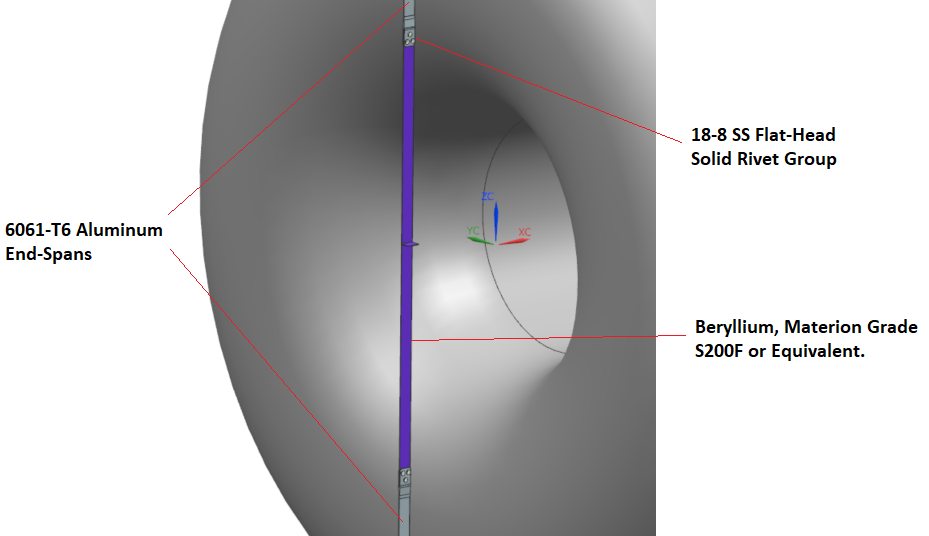 18-8 SS Flat-Head
Solid Rivet Group
6061-T6 Aluminum
End-Spans
ZC
YC
XC
Beryllium, Materion Grade
S200F or Equivalent.